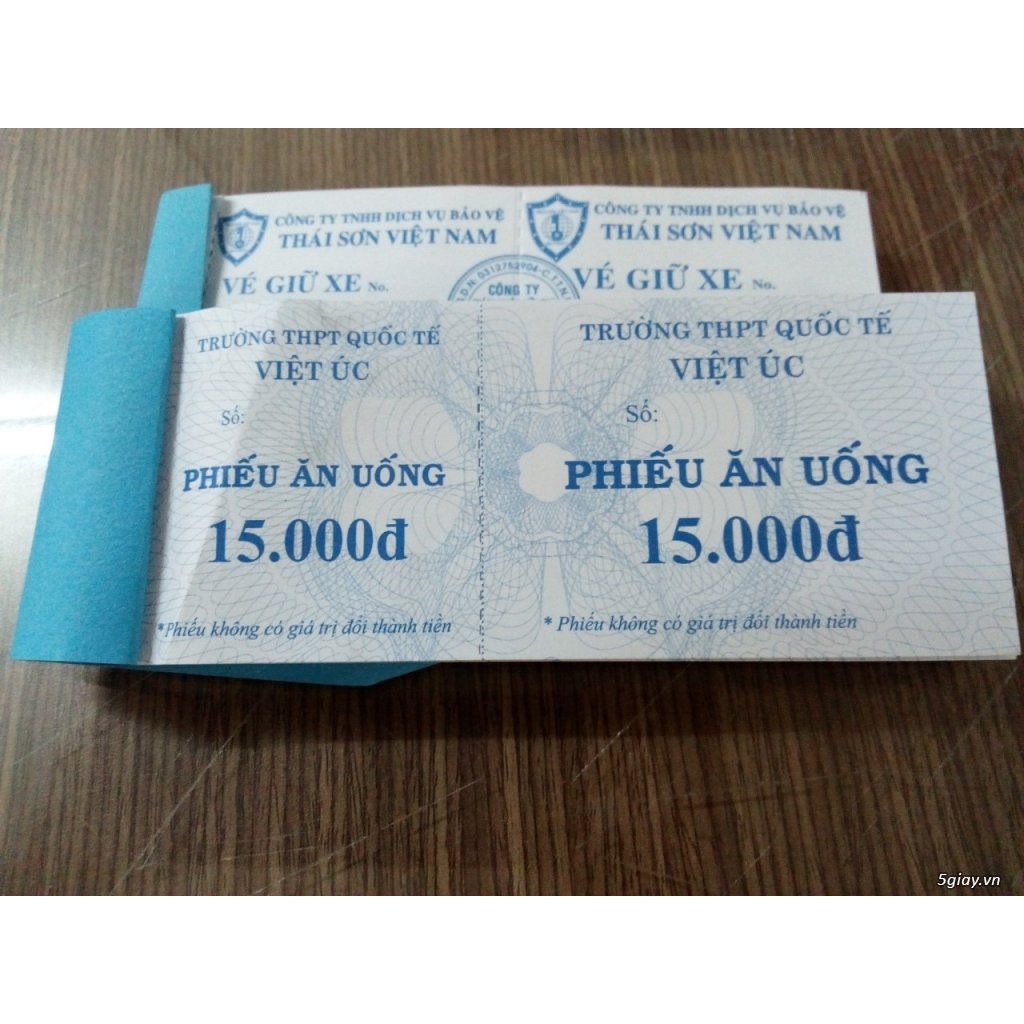 CÔNG TY TNHH DỊCH VỤ BẢO VỆ
THÁI SƠN VIỆT NAM
VÉ GIỮ XE No.
CÔNG TY TNHH DỊCH VỤ BẢO VỆ
THÁI SƠN VIỆT NAM
VÉ GIỮ XE No.
S.D.N: 0312752904-C.T.T.N
CÔNG TY
TRƯỜNG THPT QUỐC TẾ
VIỆT ÚC
Số:
PHIẾU ĂN UỐNG
15.000đ
*Phiếu không có giá trị đổi thành tiền
TRƯỜNG THPT QUỐC TẾ
VIỆT ÚC
Số:
PHIẾU ĂN UỐNG
15.000đ
* Phiếu không có giá trị đổi thành tiền
5giay.vn